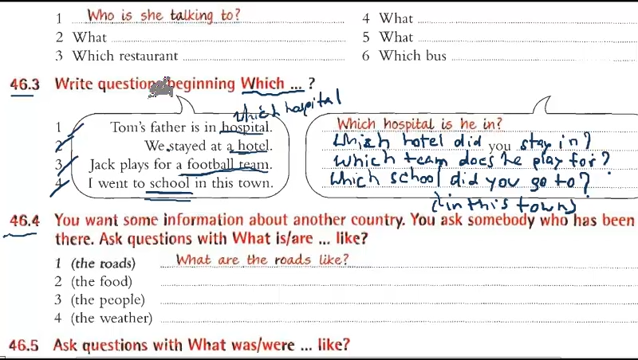 1 Who is she talking to?
2 What
3 Which restaurant
4 What
5 What
6 Which bus
46.3 Write questions beginning Which ... ?
which hospital
1 Tom's father is in hospital.
2 We stayed at a hotel.
3 Jack plays for a football team.
4 I went to school in this town.
Which hospital is he in?
Which hotel did you stay in?
Which team does he play for?
Which school did you go to?
(in this town)
46.4 You want some information about another country. You ask somebody who has been
there. Ask questions with What is/are ... like?
1 (the roads) What are the roads like?
2 (the food)
3 (the people)
4 (the weather)
46.5 Ask questions with What was/were ... like?